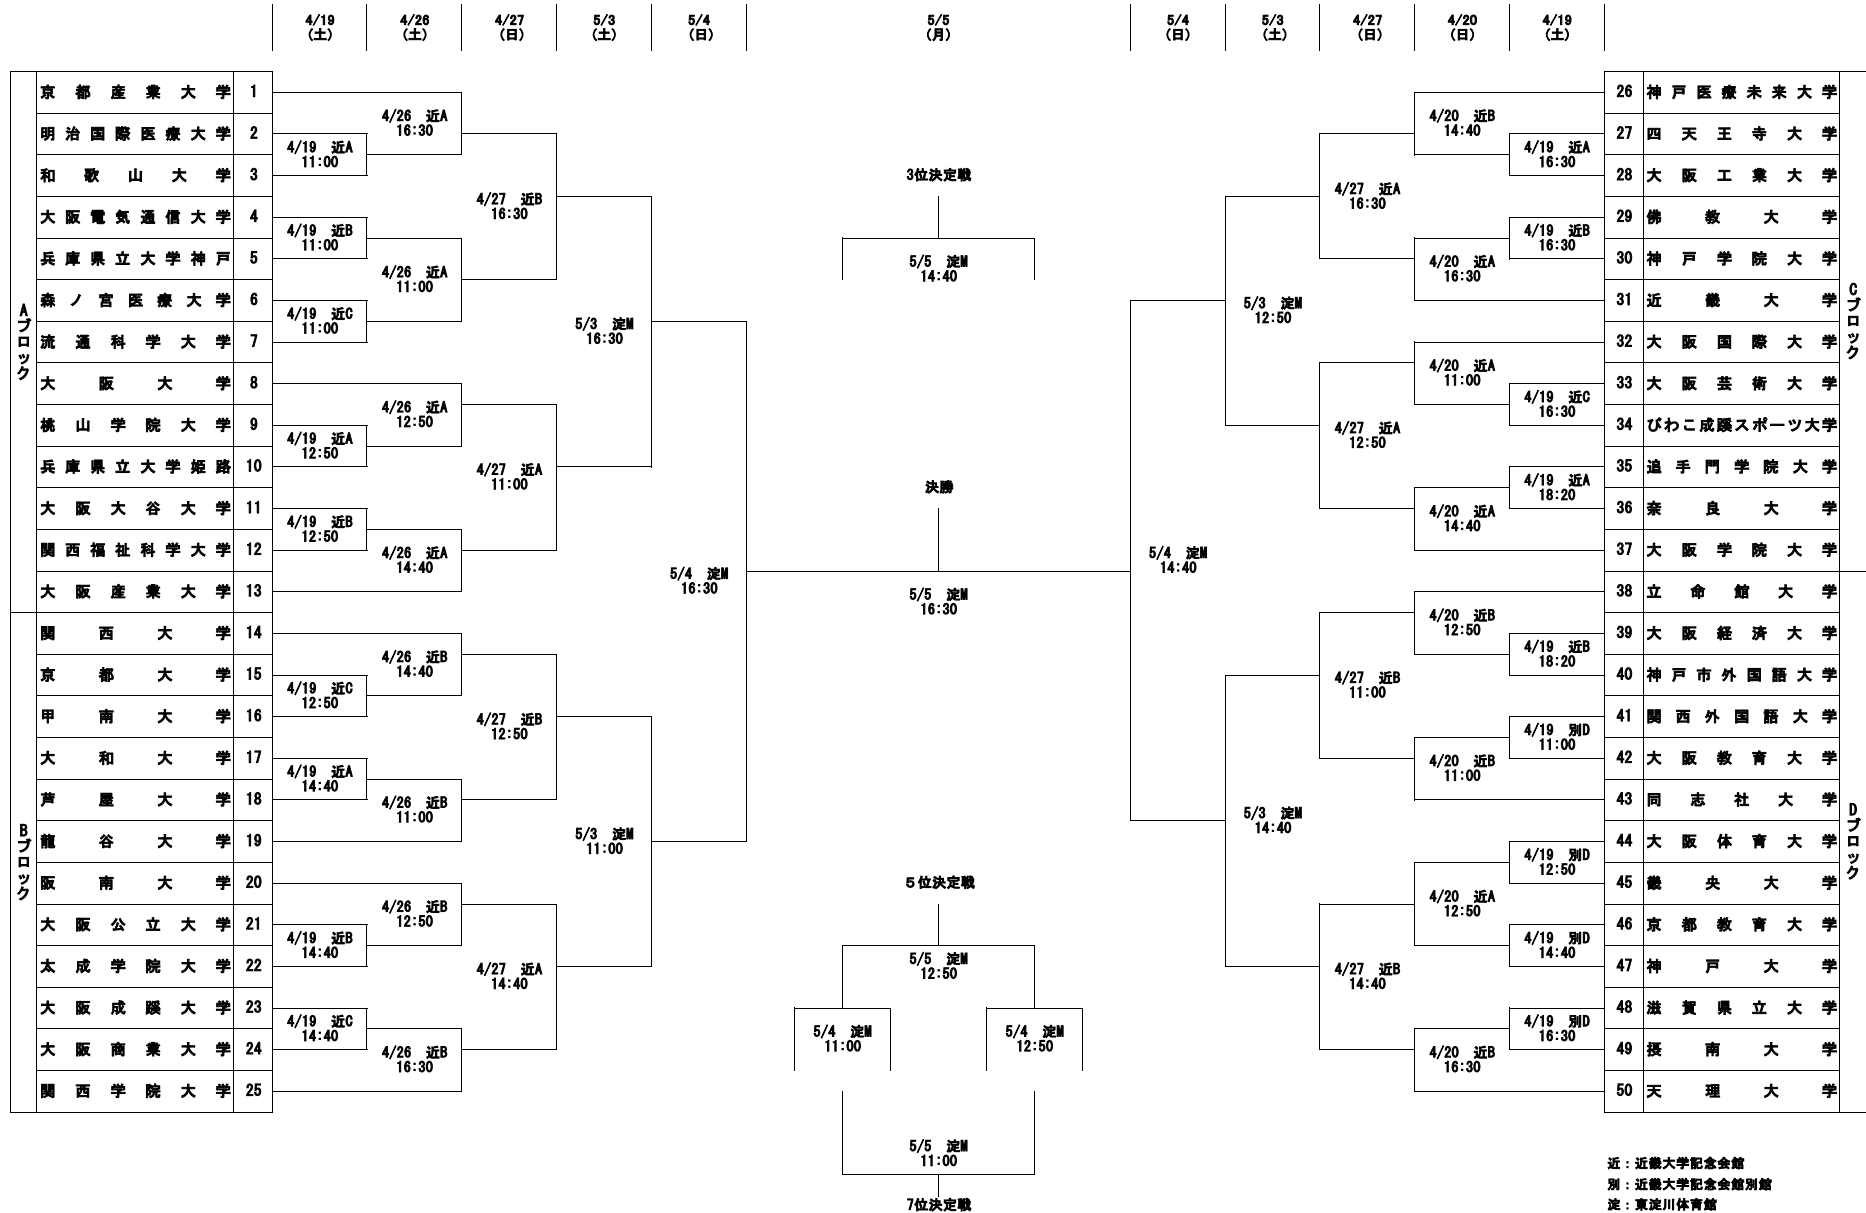 4/19 4/26 4/27 5/3 5/4 5/5 5/4 5/3 4/27 4/20 4/19
(土) (土) (日) (土) (日) (月) (日) (土) (日) (日) (土)
Aブロック
京都産業大学 1
明治国際医療大学 2
和歌山大学 3
大阪電気通信大学 4
兵庫県立大学神戸 5
森ノ宮医療大学 6
流通科学大学 7
大阪大学 8
桃山学院大学 9
兵庫県立大学姫路 10
大阪大谷大学 11
関西福祉科学大学 12
大阪産業大学 13
Bブロック
関西大学 14
京都大学 15
甲南大学 16
大和大学 17
芦屋大学 18
龍谷大学 19
阪南大学 20
大阪公立大学 21
太成学院大学 22
大阪成蹊大学 23
大阪商業大学 24
関西学院大学 25
4/19 近A
11:00
4/19 近B
11:00
4/19 近C
11:00
4/19 近A
12:50
4/19 近B
12:50
4/19 近C
12:50
4/19 近A
14:40
4/19 近B
14:40
4/19 近C
14:40
4/26 近A
16:30
4/26 近A
11:00
4/26 近A
12:50
4/26 近A
14:40
4/26 近B
14:40
4/26 近B
11:00
4/26 近B
12:50
4/26 近B
16:30
4/27 近B
16:30
4/27 近A
11:00
4/27 近B
12:50
4/27 近A
14:40
5/3 淀M
16:30
5/3 淀M
11:00
5/4 淀M
16:30
3位決定戦
5/5 淀M
14:40
決勝
5/5 淀M
16:30
5位決定戦
5/5 淀M
12:50
5/4 淀M
11:00
5/4 淀M
12:50
5/5 淀M
11:00
7位決定戦
5/4 淀M
14:40
5/3 淀M
12:50
5/3 淀M
14:40
4/27 近A
16:30
4/27 近A
12:50
4/27 近B
11:00
4/27 近B
14:40
4/20 近B
14:40
4/20 近A
16:30
4/20 近A
11:00
4/20 近A
14:40
4/20 近B
12:50
4/20 近B
11:00
4/20 近A
12:50
4/20 近B
16:30
4/19 近A
16:30
4/19 近B
16:30
4/19 近C
16:30
4/19 近A
18:20
4/19 近B
18:20
4/19 別D
11:00
4/19 別D
12:50
4/19 別D
14:40
4/19 別D
16:30
Cブロック
26 神戸医療未来大学
27 四天王寺大学
28 大阪工業大学
29 佛教大学
30 神戸学院大学
31 近畿大学
32 大阪国際大学
33 大阪芸術大学
34 びわこ成蹊スポーツ大学
35 追手門学院大学
36 奈良大学
37 大阪学院大学
Dブロック
38 立命館大学
39 大阪経済大学
40 神戸市外国語大学
41 関西外国語大学
42 大阪教育大学
43 同志社大学
44 大阪体育大学
45 畿央大学
46 京都教育大学
47 神戸大学
48 滋賀県立大学
49 摂南大学
50 天理大学
近：近畿大学記念会館
別：近畿大学記念会館別館
淀：東淀川体育館